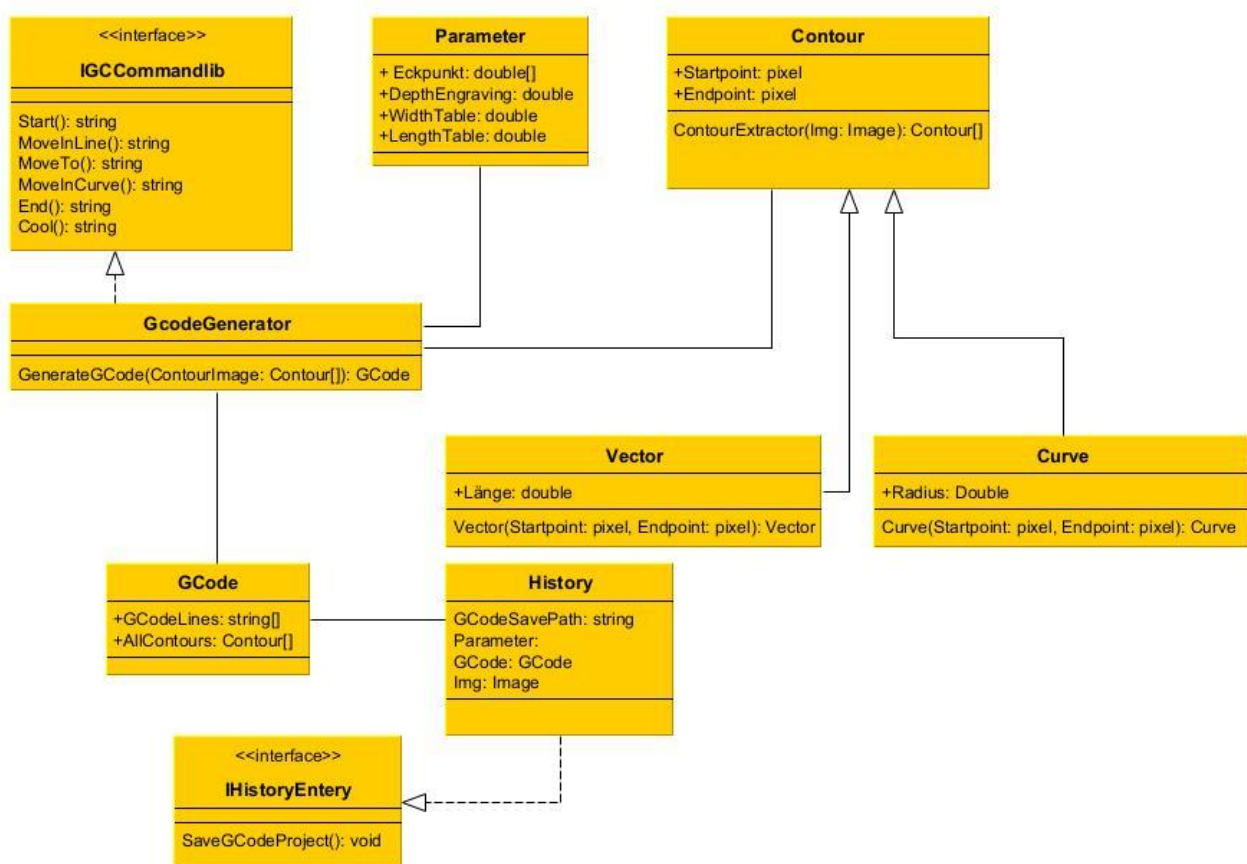 <<interface>>
IGCCommandlib
Start(): string
MoveInLine(): string
MoveTo(): string
MoveInCurve(): string
End(): string
Cool(): string
Parameter
+ Eckpunkt: double[]
+DepthEngraving: double
+WidthTable: double
+LengthTable: double
Contour
+Startpoint: pixel
+Endpoint: pixel
ContourExtractor(Img: Image): Contour[]
GcodeGenerator
GenerateGCode(ContourImage: Contour[]): GCode
Vector
+Länge: double
Vector(Startpoint: pixel, Endpoint: pixel): Vector
Curve
+Radius: Double
Curve(Startpoint: pixel, Endpoint: pixel): Curve
GCode
+GCodeLines: string[]
+AllContours: Contour[]
History
GCodeSavePath: string
Parameter:
GCode: GCode
Img: Image
<<interface>>
IHistoryEntery
SaveGCodeProject(): void